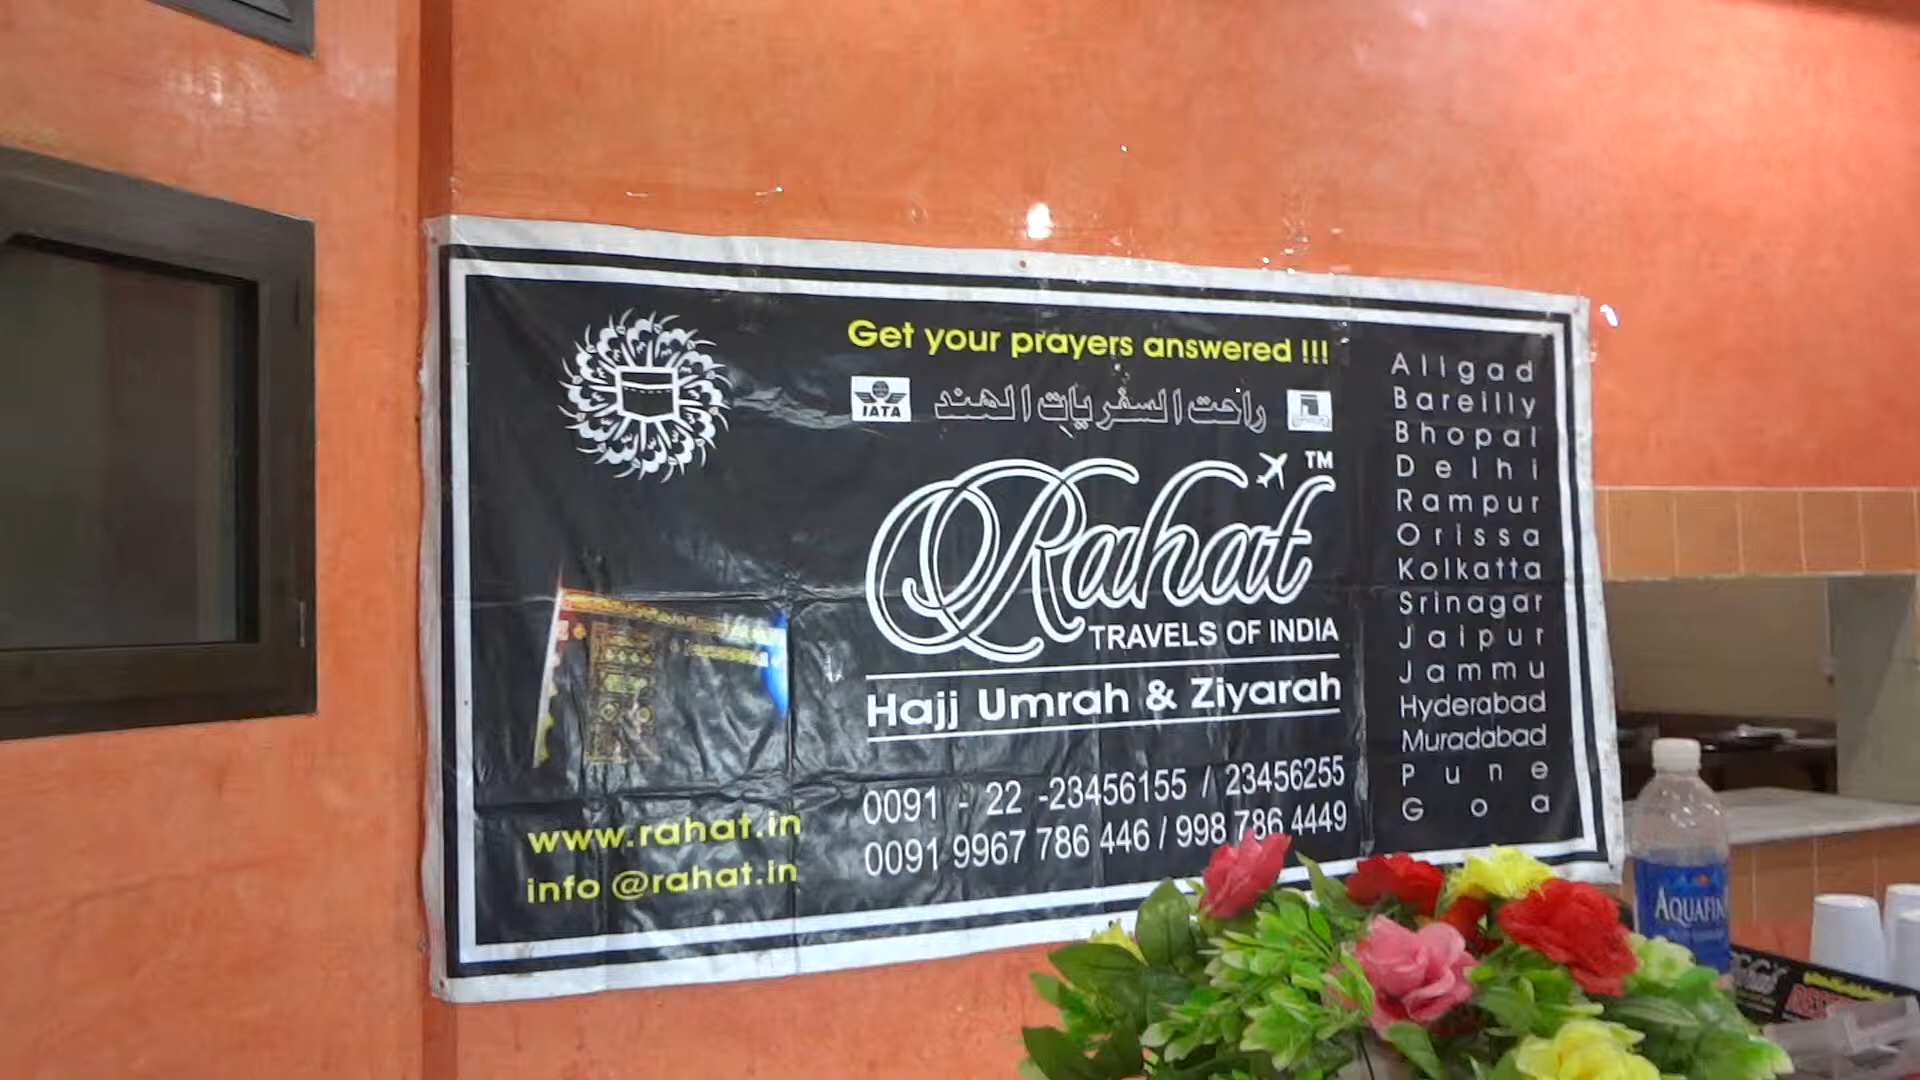 Get your prayers answered !!!
IATA
راحت السفريات الهند
Rahat TM
TRAVELS OF INDIA
Hajj Umrah & Ziyarah
0091 - 22 -23456155 / 23456255
0091 9967 786 446 / 998 786 4449
www.rahat.in
info @rahat.in
Aligad
Bareilly
Bhopal
Delhi
Rampur
Orissa
Kolkatta
Srinagar
Jaipur
Jammu
Hyderabad
Muradabad
Pune
Goa
AQUAFINA